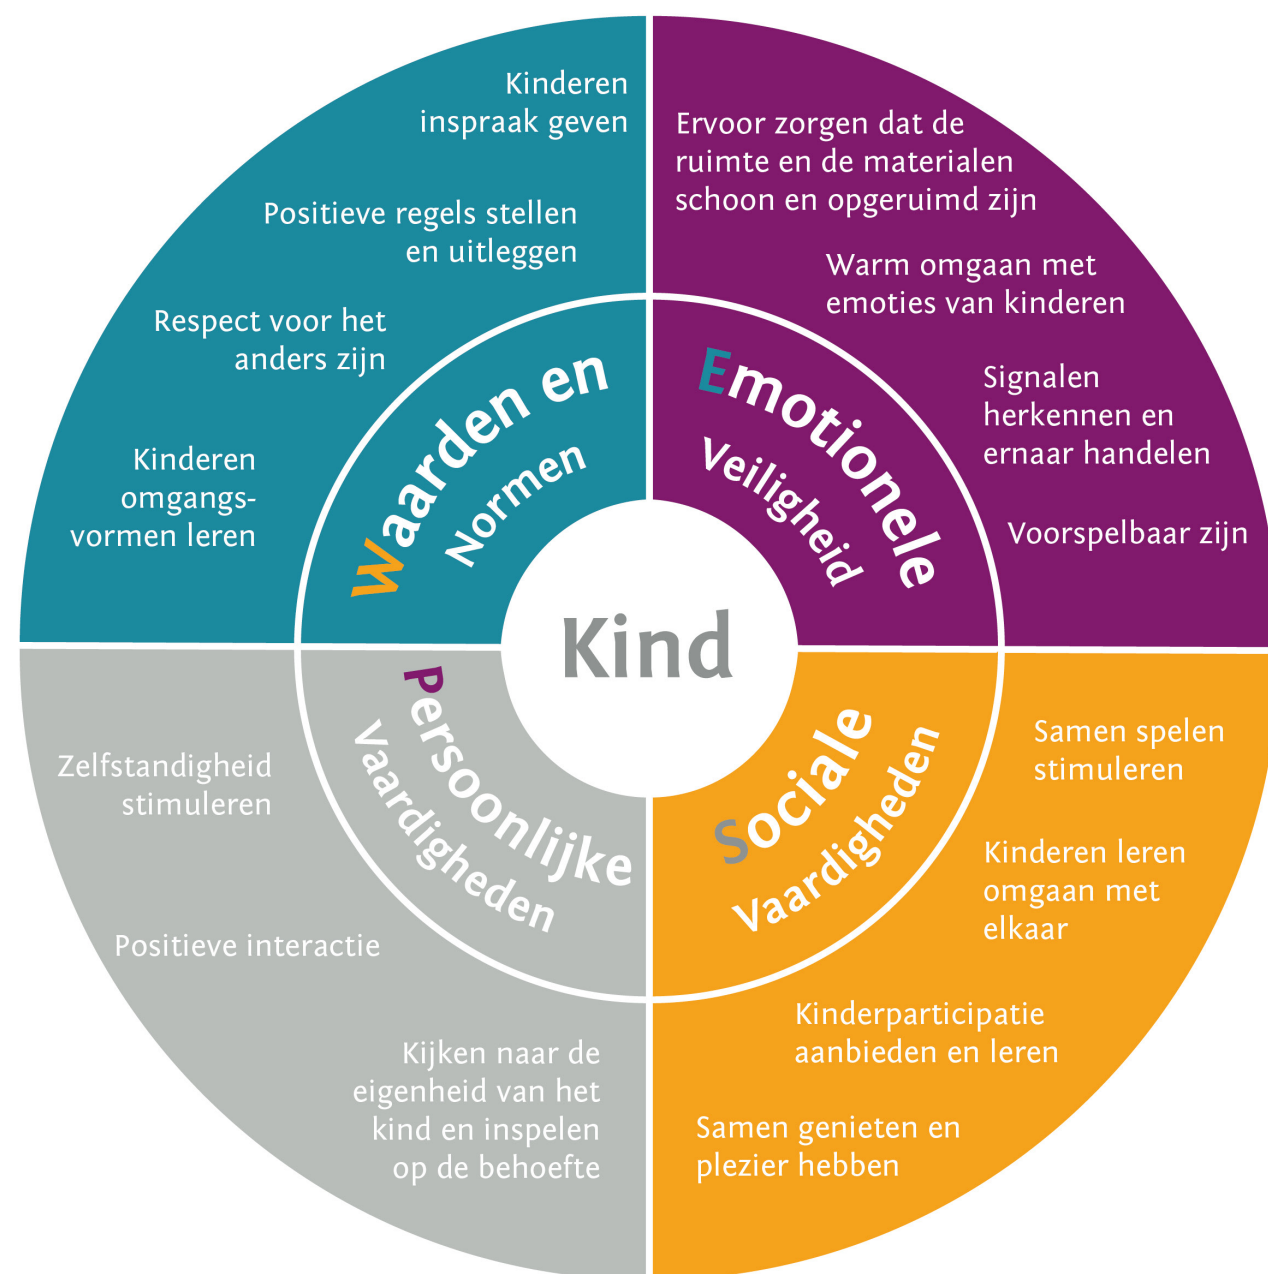 Kinderen
inspraak geven
Positieve regels stellen
en uitleggen
Respect voor het
anders zijn
Kinderen
omgangs-
vormen leren
Waarden en
Normen
Ervoor zorgen dat de
ruimte en de materialen
schoon en opgeruimd zijn
Warm omgaan met
emoties van kinderen
Signalen
herkennen en
ernaar handelen
Voorspelbaar zijn
Emotionele
Veiligheid
Kind
Persoonlijke
Vaardigheden
Zelfstandigheid
stimuleren
Positieve interactie
Kijken naar de
eigenheid van het
kind en inspelen
op de behoefte
Sociale
Vaardigheden
Samen spelen
stimuleren
Kinderen leren
omgaan met
elkaar
Kinderparticipatie
aanbieden en leren
Samen genieten en
plezier hebben